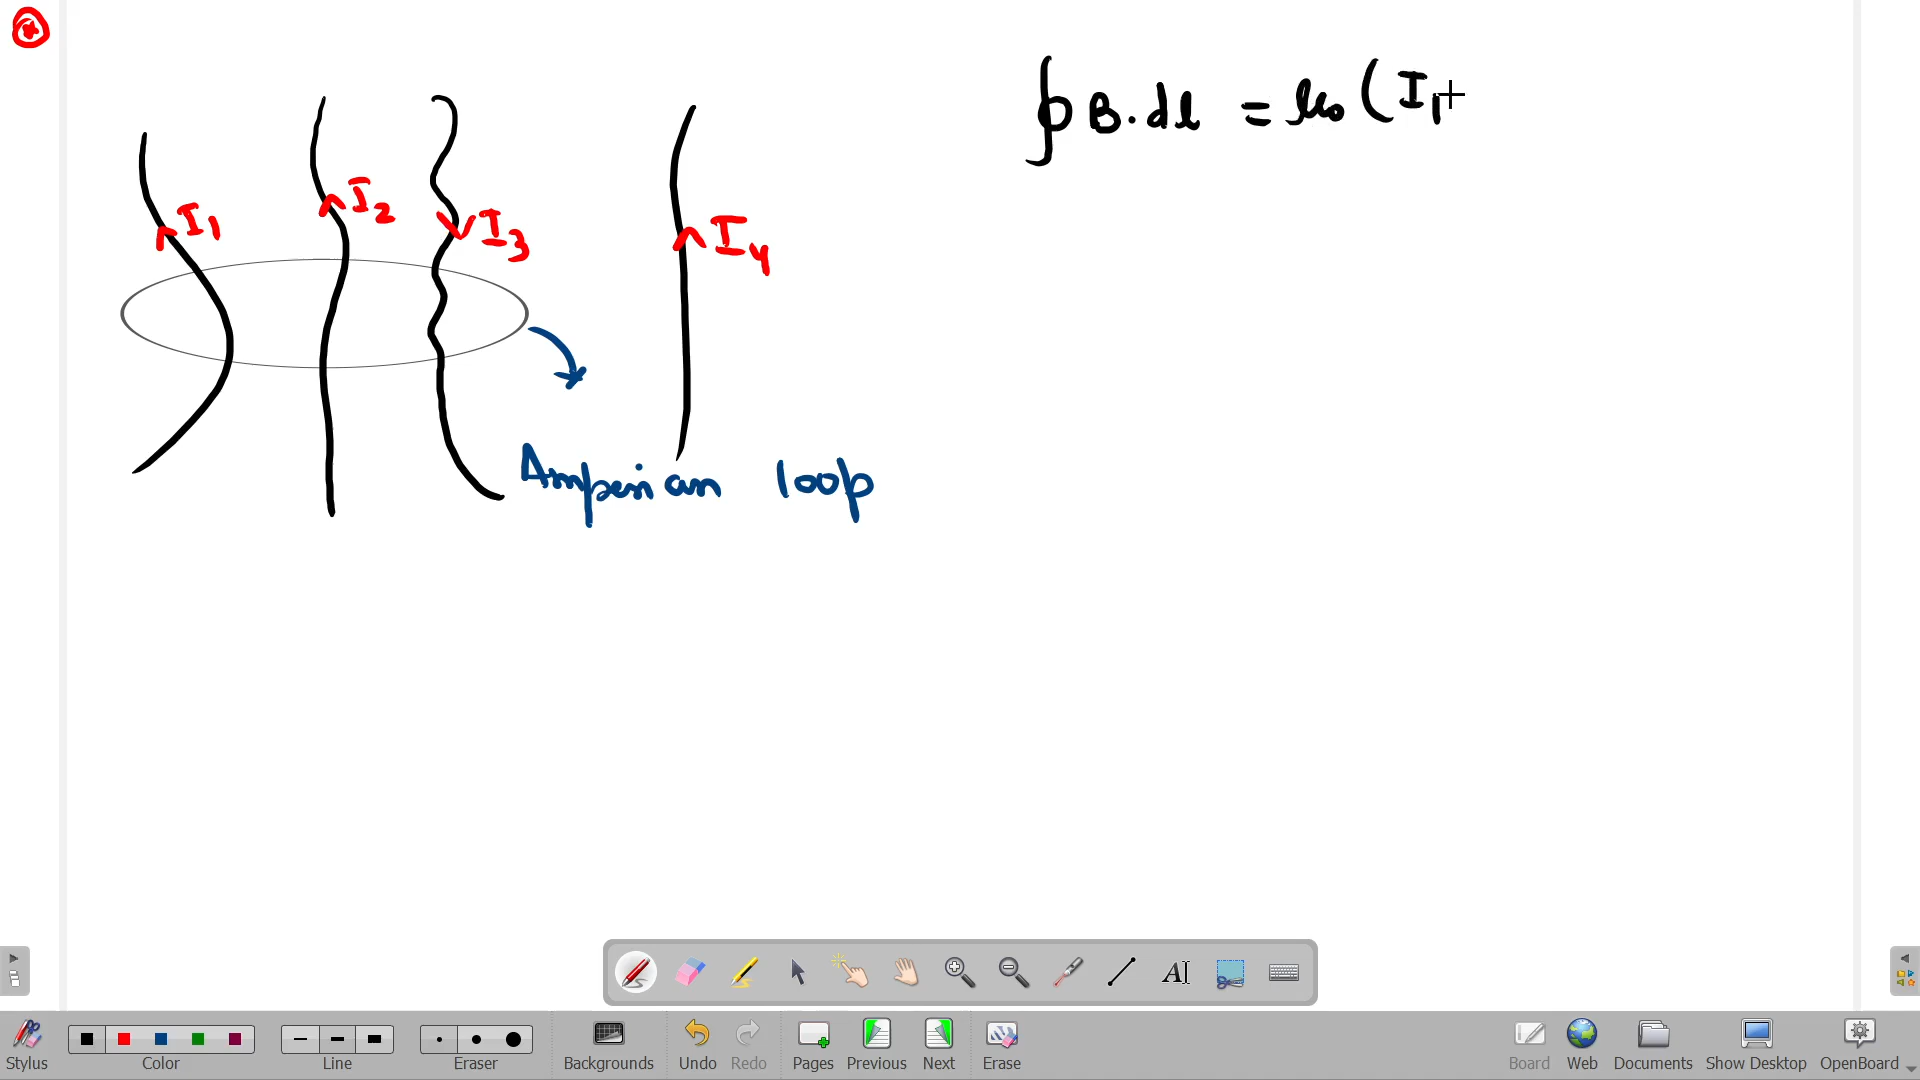 ∮B.dl = μ₀(I₁
I₁ I₂ I₃ I₄
Amperian loop
Stylus Color Line Eraser Backgrounds Undo Redo Pages Previous Next Erase Board Web Documents Show Desktop OpenBoard